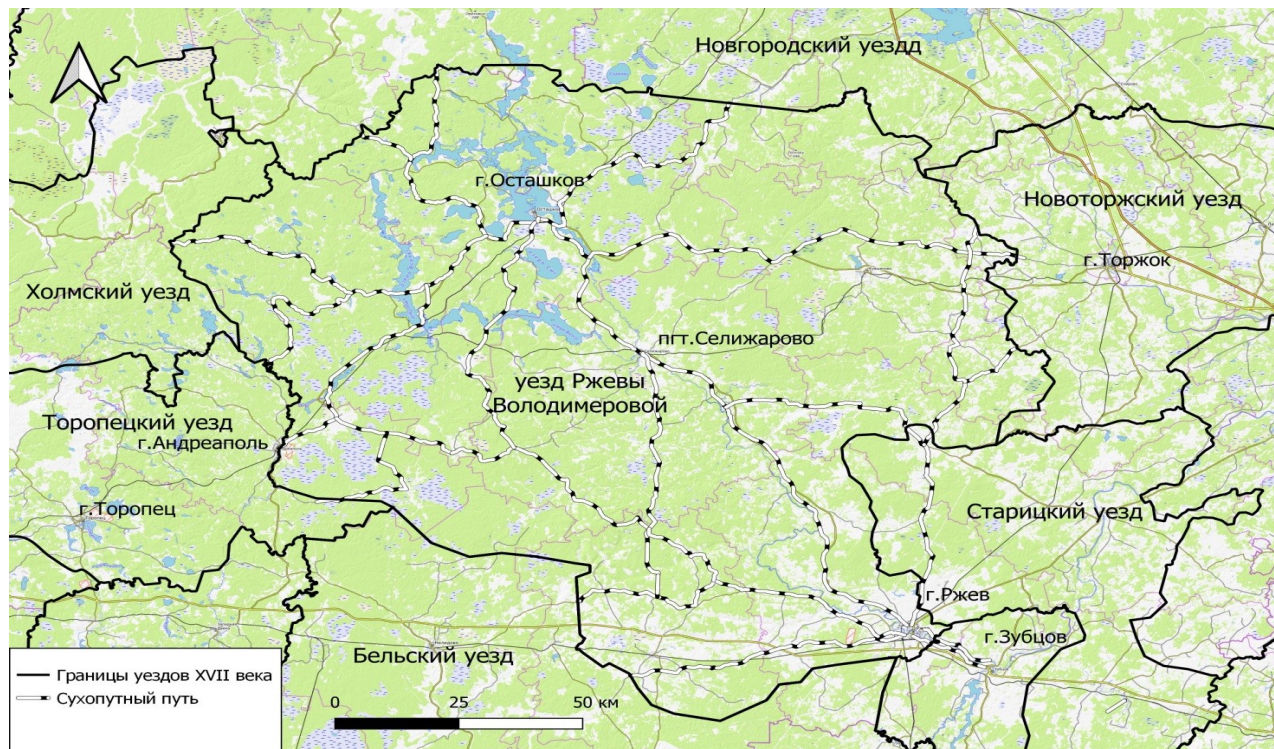 Новгородский уездд
г.Осташков
Новоторжский уезд
г.Торжок
Холмский уезд
пгт.Селижарово
уезд Ржевы
Володимеровой
Торопецкий уезд
г.Андреаполь
г.Торопец
Старицкий уезд
г.Ржев
г.Зубцов
Бельский уезд
Границы уездов XVII века
Сухопутный путь
0 25 50 км